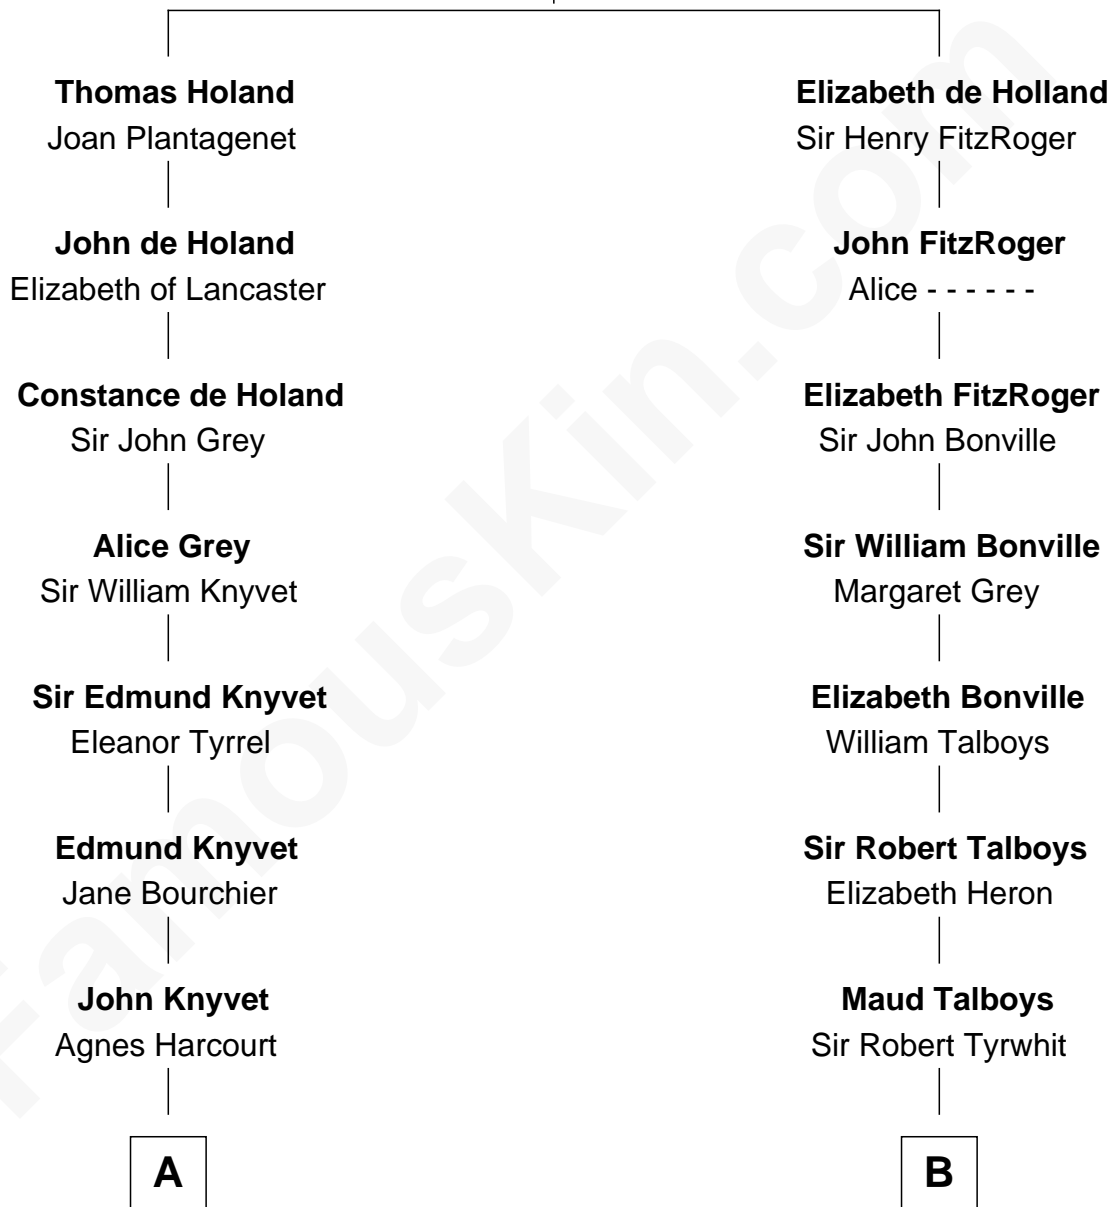 Thomas Holand
Joan Plantagenet
John de Holand
Elizabeth of Lancaster
Constance de Holand
Sir John Grey
Alice Grey
Sir William Knyvet
Sir Edmund Knyvet
Eleanor Tyrrel
Edmund Knyvet
Jane Bourchier
John Knyvet
Agnes Harcourt
A
Elizabeth de Holland
Sir Henry FitzRoger
John FitzRoger
Alice - - - - - -
Elizabeth FitzRoger
Sir John Bonville
Sir William Bonville
Margaret Grey
Elizabeth Bonville
William Talboys
Sir Robert Talboys
Elizabeth Heron
Maud Talboys
Sir Robert Tyrwhit
B
FamousKin.com